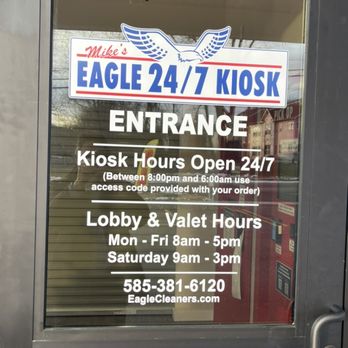 Mike's
EAGLE 24/7 KIOSK
ENTRANCE
Kiosk Hours Open 24/7
(Between 8:00pm and 6:00am use
access code provided with your order)
Lobby & Valet Hours
Mon - Fri 8am - 5pm
Saturday 9am - 3pm
585-381-6120
EagleCleaners.com